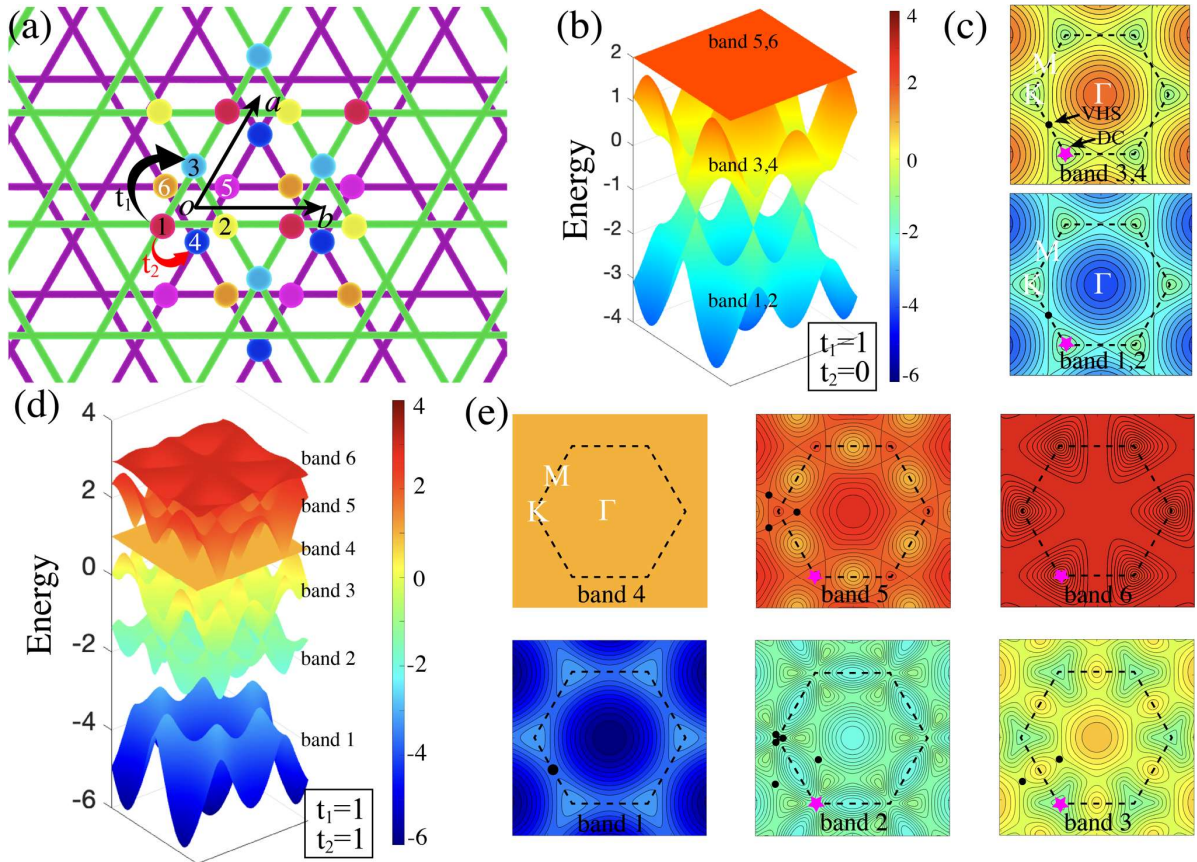 (a)
a
3
6
5
t₁
o
b
1
2
4
t₂
(b)
Energy
2
1
0
-1
-2
-3
-4
band 5,6
band 3,4
band 1,2
t₁=1
t₂=0
4
2
0
-2
-4
-6
(c)
M
K
Γ
VHS
DC
band 3,4
M
K
Γ
band 1,2
(d)
Energy
4
2
0
-2
-4
-6
band 6
band 5
band 4
band 3
band 2
band 1
t₁=1
t₂=1
4
2
0
-2
-4
-6
(e)
M
K
Γ
band 4
band 5
band 6
band 1
band 2
band 3